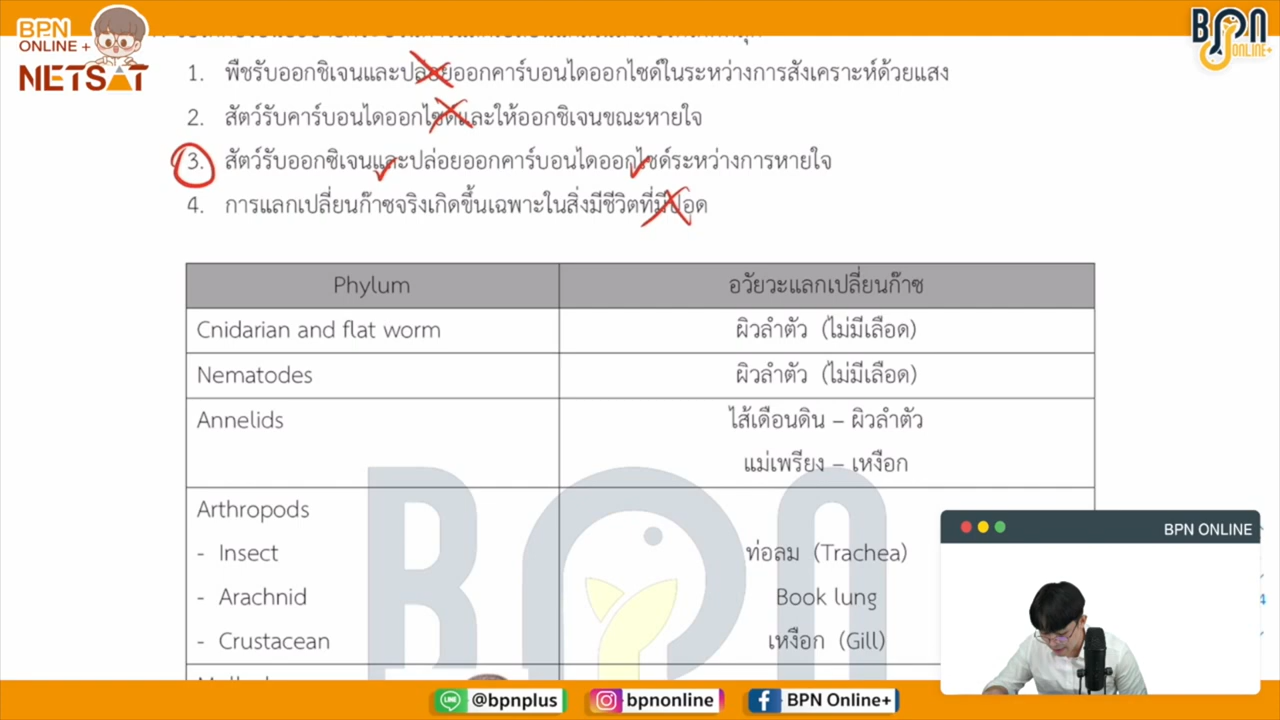 BPN
ONLINE +
NETSAT
BPN
ONLINE+
1. พืชรับออกซิเจนและปล่อยออกคาร์บอนไดออกไซด์ในระหว่างการสังเคราะห์ด้วยแสง
2. สัตว์รับคาร์บอนไดออกไซด์และให้ออกซิเจนขณะหายใจ
3. สัตว์รับออกซิเจนและปล่อยออกคาร์บอนไดออกไซด์ระหว่างการหายใจ
4. การแลกเปลี่ยนก๊าซจริงเกิดขึ้นเฉพาะในสิ่งมีชีวิตที่มีปอด
Phylum อวัยวะแลกเปลี่ยนก๊าซ
Cnidarian and flat worm ผิวลำตัว (ไม่มีเลือด)
Nematodes ผิวลำตัว (ไม่มีเลือด)
Annelids ไส้เดือนดิน – ผิวลำตัว
แม่เพรียง – เหงือก
Arthropods
- Insect ท่อลม (Trachea)
- Arachnid Book lung
- Crustacean เหงือก (Gill)
BPN
BPN ONLINE
@bpnplus
bpnonline
BPN Online+